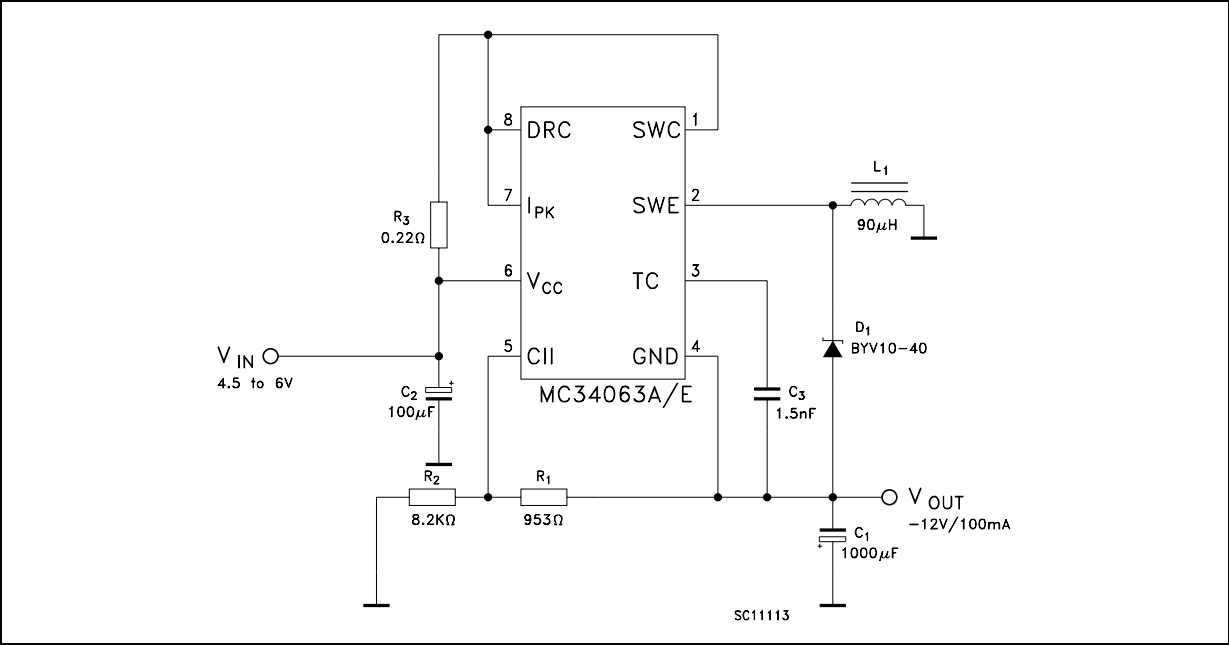 8 DRC SWC 1
7 I PK SWE 2
L1
90μH
R3
0.22Ω
6 VCC TC 3
D1
BYV10-40
VIN
4.5 to 6V
5 CII GND 4
MC34063A/E
C2
+
100μF
C3
1.5nF
R2
8.2KΩ
R1
953Ω
VOUT
-12V/100mA
C1
+
1000μF
SC11113